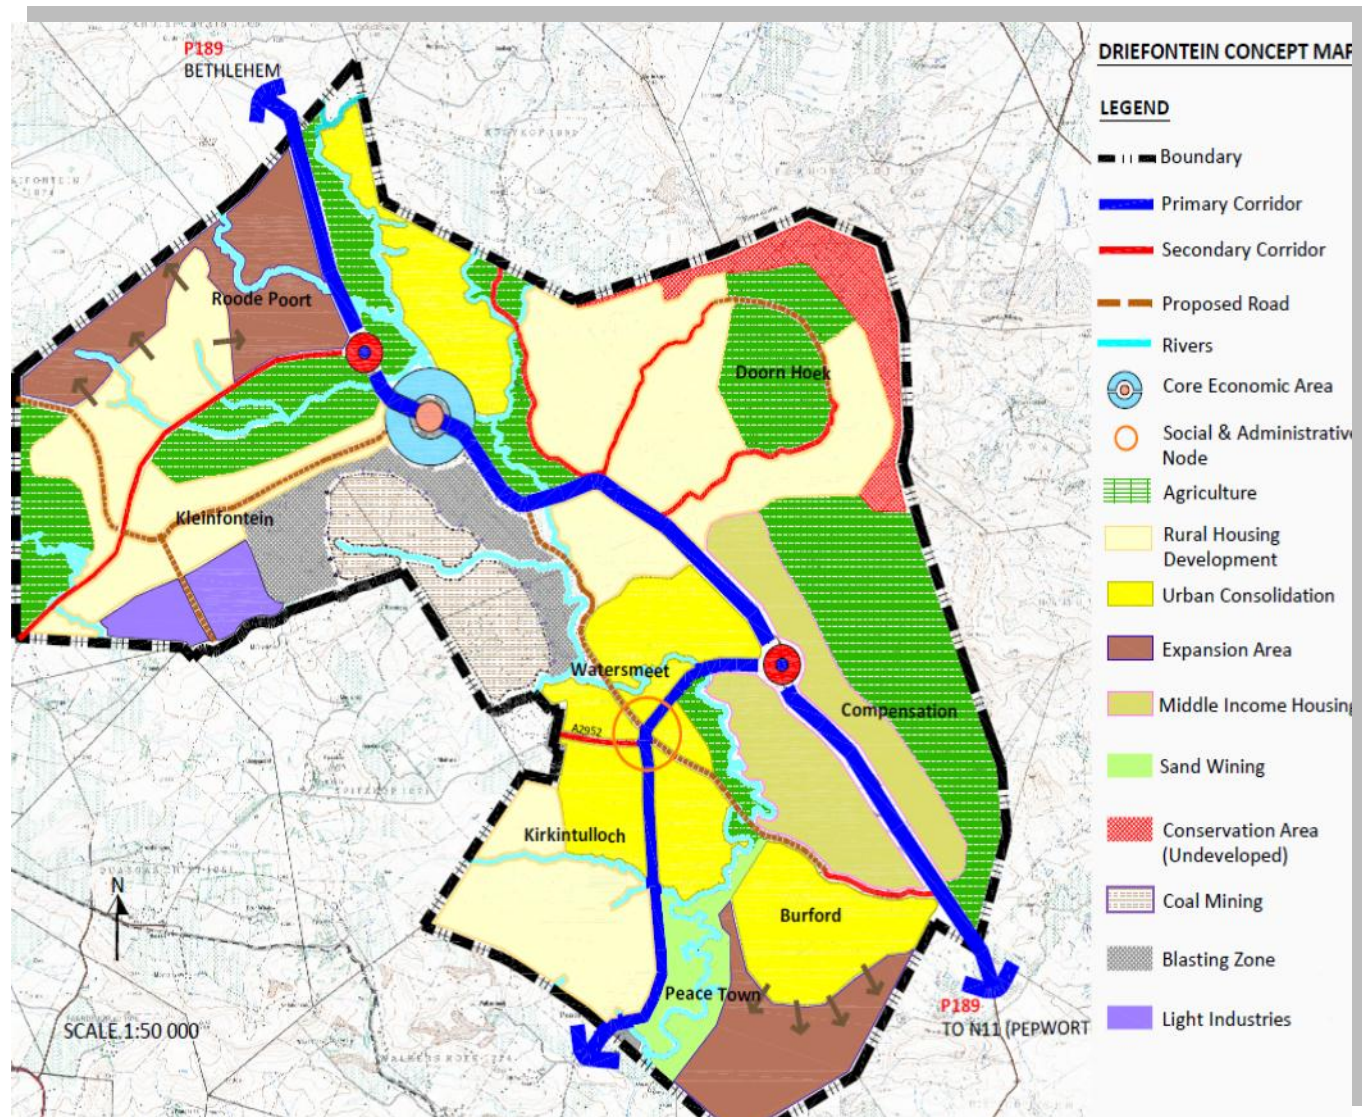 P189
BETHLEHEM
Roode Poort
Doorn Hoek
Kleinfontein
Watersmeet
A2952
Compensation
Kirkintulloch
Burford
Peace Town
N
SCALE 1:50 000
P189
TO N11 (PEPWORT
DRIEFONTEIN CONCEPT MAP
LEGEND
Boundary
Primary Corridor
Secondary Corridor
Proposed Road
Rivers
Core Economic Area
Social & Administrative
Node
Agriculture
Rural Housing
Development
Urban Consolidation
Expansion Area
Middle Income Housing
Sand Wining
Conservation Area
(Undeveloped)
Coal Mining
Blasting Zone
Light Industries